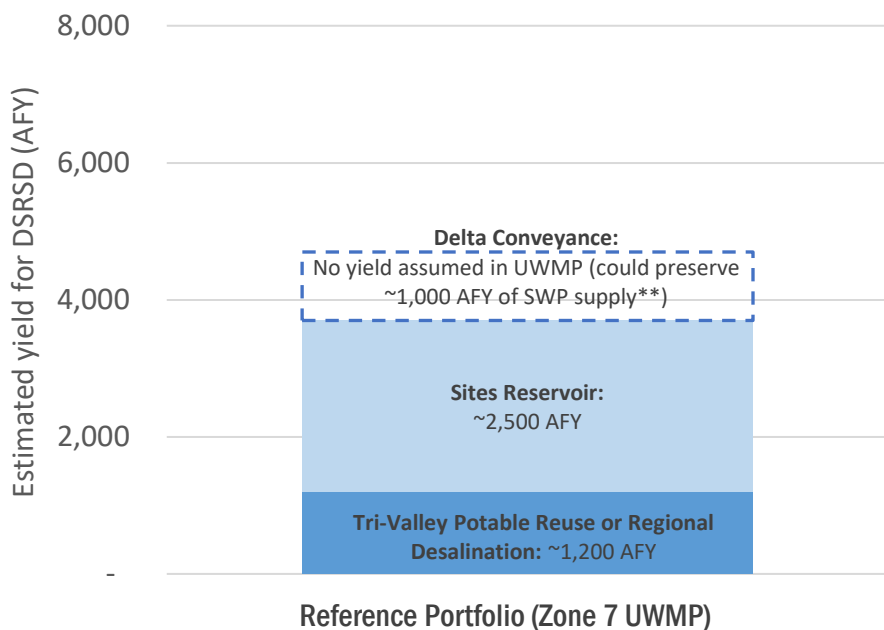 Estimated yield for DSRSD (AFY)
8,000
6,000
4,000
2,000
-
Delta Conveyance:
No yield assumed in UWMP (could preserve
~1,000 AFY of SWP supply**)
Sites Reservoir:
~2,500 AFY
Tri-Valley Potable Reuse or Regional
Desalination: ~1,200 AFY
Reference Portfolio (Zone 7 UWMP)